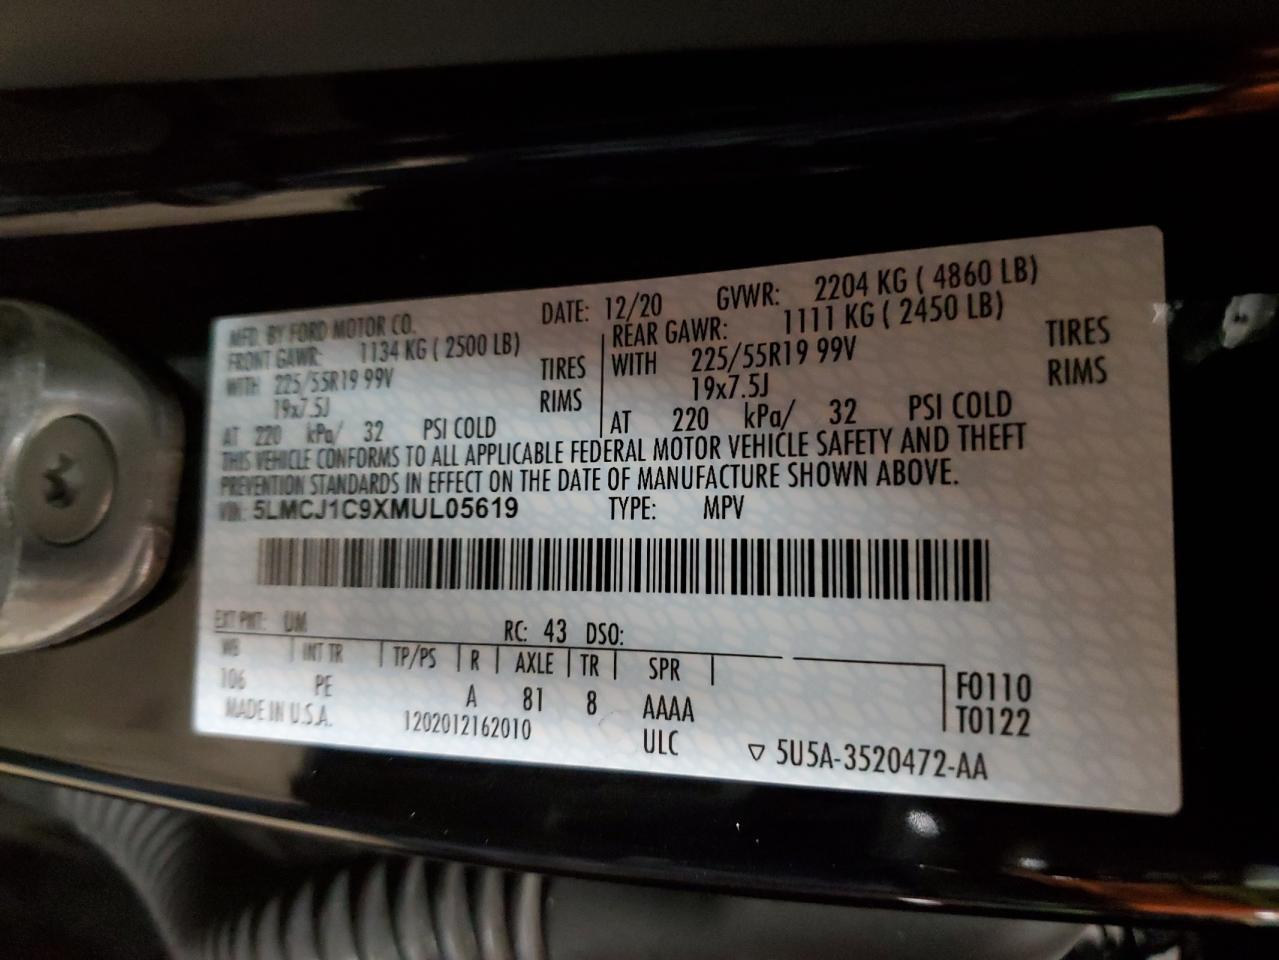 MFD. BY FORD MOTOR CO. DATE: 12/20 GVWR: 2204 KG ( 4860 LB)
FRONT GAWR: 1134 KG ( 2500 LB) REAR GAWR: 1111 KG ( 2450 LB)
WITH 225/55R19 99V TIRES WITH 225/55R19 99V TIRES
19x7.5J RIMS 19x7.5J RIMS
AT 220 kPa/ 32 PSI COLD AT 220 kPa/ 32 PSI COLD
THIS VEHICLE CONFORMS TO ALL APPLICABLE FEDERAL MOTOR VEHICLE SAFETY AND THEFT
PREVENTION STANDARDS IN EFFECT ON THE DATE OF MANUFACTURE SHOWN ABOVE.
VIN: 5LMCJ1C9XMUL05619 TYPE: MPV
EXT PNT: UM RC: 43 DSO:
WB INT TR TP/PS R AXLE TR SPR
106 PE A 81 8 AAAA F0110
T0122
MADE IN U.S.A. 1202012162010 ULC ▽ 5U5A-3520472-AA